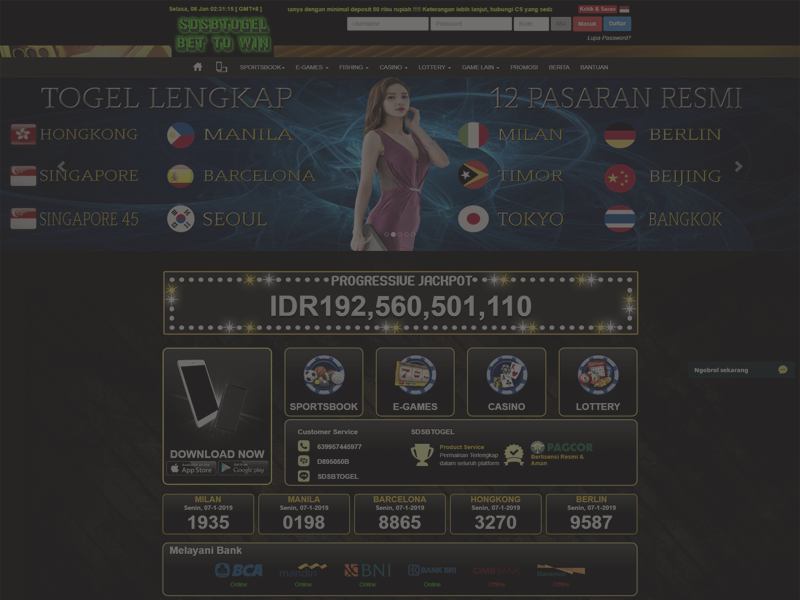 Selasa, 08 Jan 02:31:15 [ GMT+8 ]
hanya dengan minimal deposit 50 ribu rupiah !!!! Keterangan lebih lanjut, hubungi CS yang sedang
Kritik & Saran
SDSBTOGEL
BET TO WIN
Username
Password
Masuk
Daftar
Lupa Password?
SPORTSBOOK
E-GAMES
FISHING
CASINO
LOTTERY
GAME LAIN
PROMOSI
BERITA
BANTUAN
TOGEL LENGKAP
12 PASARAN RESMI
HONGKONG
MANILA
MILAN
BERLIN
SINGAPORE
BARCELONA
TIMOR
BEIJING
SINGAPORE 45
SEOUL
TOKYO
BANGKOK
PROGRESSIVE JACKPOT
IDR192,560,501,110
Ngobrol sekarang
SPORTSBOOK
E-GAMES
CASINO
LOTTERY
DOWNLOAD NOW
App Store
Google play
Customer Service
639957445977
D895660B
SDSBTOGEL
SDSBTOGEL
Product Service
Permainan Terlengkap
dalam seluruh platform
PAGCOR
Berlisensi Resmi &
Aman
MILAN
Senin, 07-1-2019
1935
MANILA
Senin, 07-1-2019
0198
BARCELONA
Senin, 07-1-2019
8865
HONGKONG
Senin, 07-1-2019
3270
BERLIN
Senin, 07-1-2019
9587
Melayani Bank
BCA
mandiri
BNI
BANK BRI
CIMB NIAGA
Online
Online
Online
Online
Offline
Offline